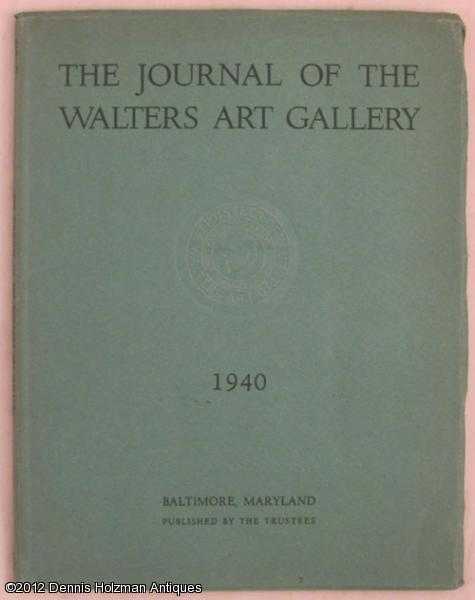 THE JOURNAL OF THE
WALTERS ART GALLERY
1940
BALTIMORE, MARYLAND
PUBLISHED BY THE TRUSTEES
©2012 Dennis Holzman Antiques